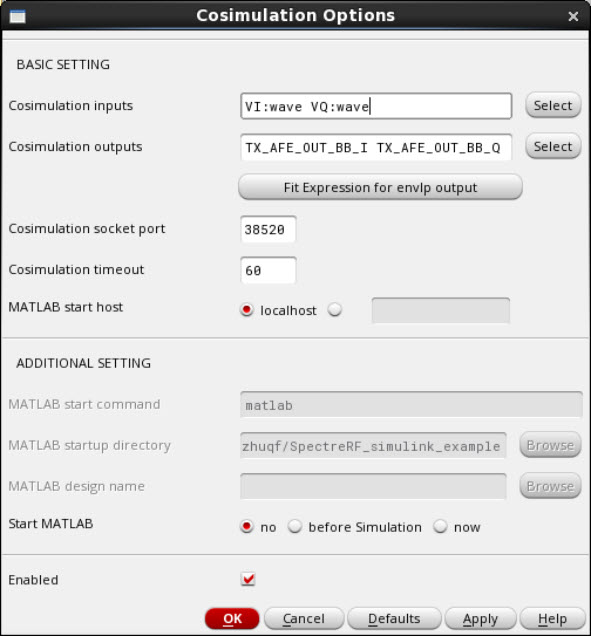 Cosimulation Options
BASIC SETTING
Cosimulation inputs VI:wave VQ:wave Select
Cosimulation outputs TX_AFE_OUT_BB_I TX_AFE_OUT_BB_Q Select
Fit Expression for envlp output
Cosimulation socket port 38520
Cosimulation timeout 60
MATLAB start host localhost
ADDITIONAL SETTING
MATLAB start command matlab
MATLAB startup directory zhuqf/SpectreRF_simulink_example Browse
MATLAB design name Browse
Start MATLAB no before Simulation now
Enabled
OK Cancel Defaults Apply Help